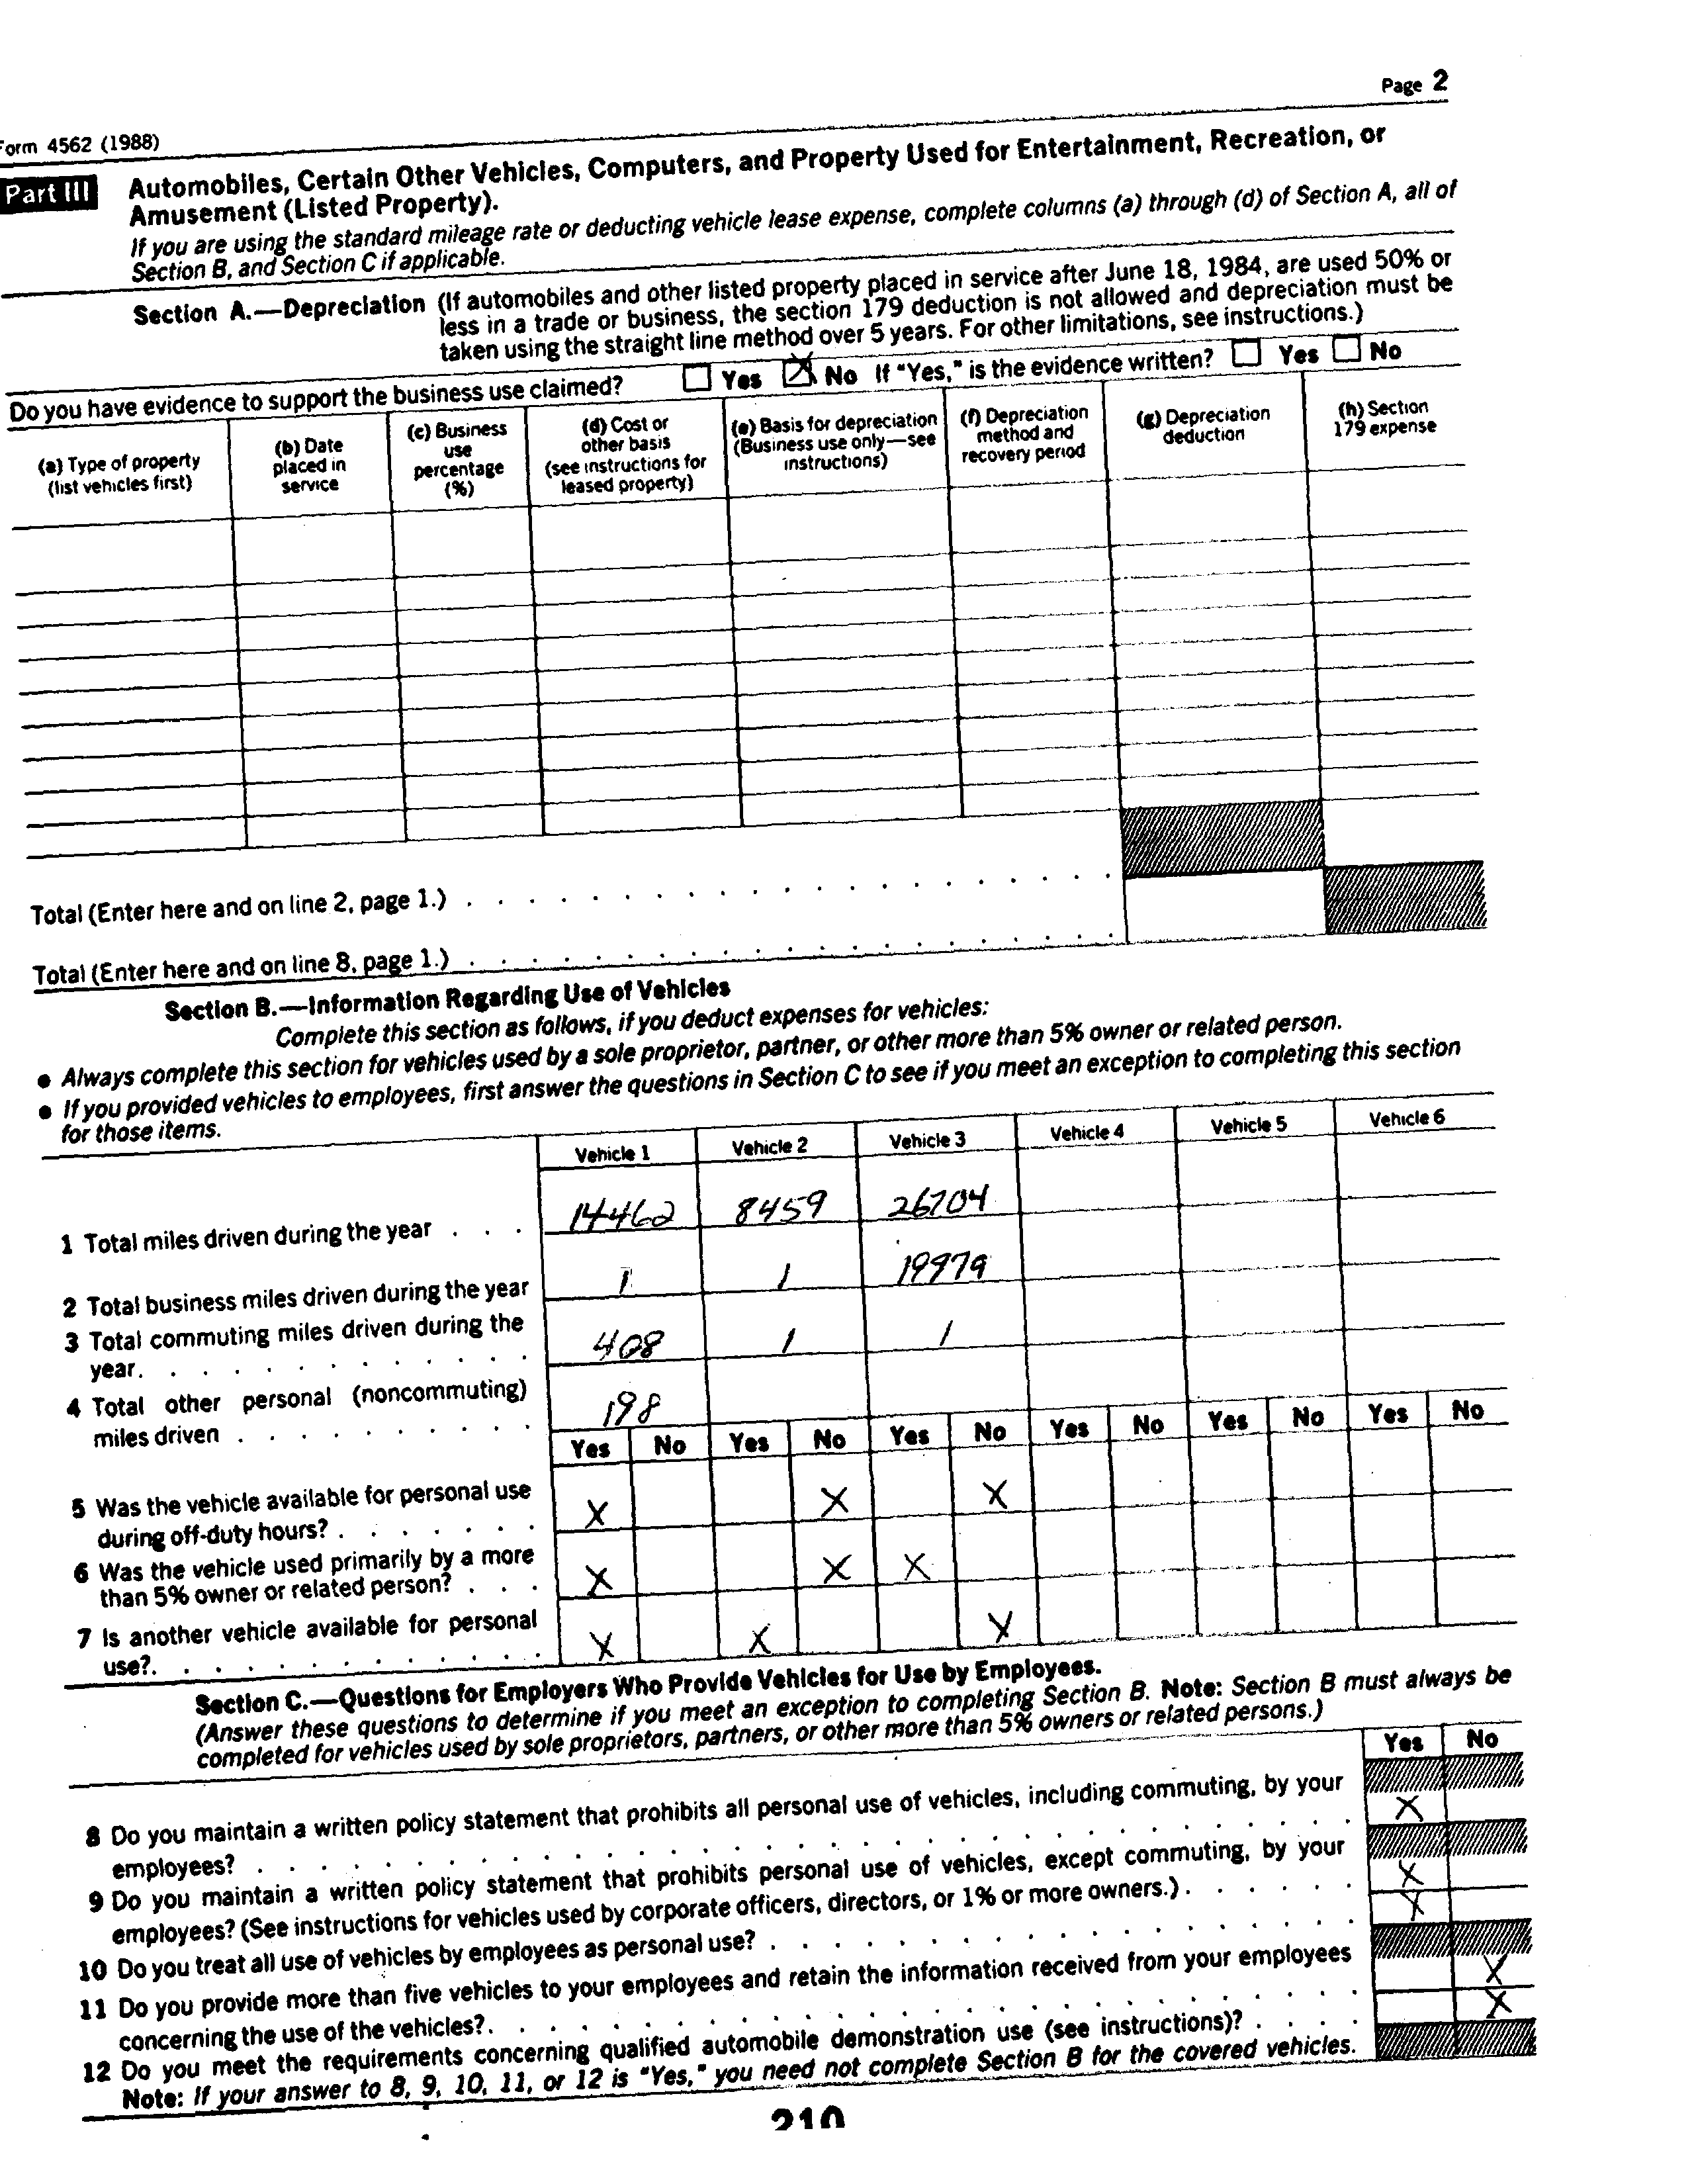 Page 2
Form 4562 (1988)
Part III
Automobiles, Certain Other Vehicles, Computers, and Property Used for Entertainment, Recreation, or
Amusement (Listed Property).
If you are using the standard mileage rate or deducting vehicle lease expense, complete columns (a) through (d) of Section A, all of
Section B, and Section C if applicable.
Section A.—Depreciation (If automobiles and other listed property placed in service after June 18, 1984, are used 50% or
less in a trade or business, the section 179 deduction is not allowed and depreciation must be
taken using the straight line method over 5 years. For other limitations, see instructions.)
Do you have evidence to support the business use claimed? Yes X No If "Yes," is the evidence written? Yes No
(a) Type of property
(list vehicles first)
(b) Date
placed in
service
(c) Business
use
percentage
(%)
(d) Cost or
other basis
(see instructions for
leased property)
(e) Basis for depreciation
(Business use only—see
instructions)
(f) Depreciation
method and
recovery period
(g) Depreciation
deduction
(h) Section
179 expense
Total (Enter here and on line 2, page 1.)
Total (Enter here and on line 8, page 1.)
Section B.—Information Regarding Use of Vehicles
Complete this section as follows, if you deduct expenses for vehicles:
● Always complete this section for vehicles used by a sole proprietor, partner, or other more than 5% owner or related person.
● If you provided vehicles to employees, first answer the questions in Section C to see if you meet an exception to completing this section
for those items.
Vehicle 1 Vehicle 2 Vehicle 3 Vehicle 4 Vehicle 5 Vehicle 6
1 Total miles driven during the year . . . 14462 8459 26704
2 Total business miles driven during the year 1 1 19979
3 Total commuting miles driven during the
year. 408 1 1
4 Total other personal (noncommuting)
miles driven 198
Yes No Yes No Yes No Yes No Yes No Yes No
5 Was the vehicle available for personal use
during off-duty hours? X X X
6 Was the vehicle used primarily by a more
than 5% owner or related person? . . . X X X
7 Is another vehicle available for personal
use?. X X X
Section C.—Questions for Employers Who Provide Vehicles for Use by Employees.
(Answer these questions to determine if you meet an exception to completing Section B. Note: Section B must always be
completed for vehicles used by sole proprietors, partners, or other more than 5% owners or related persons.)
Yes No
8 Do you maintain a written policy statement that prohibits all personal use of vehicles, including commuting, by your
employees? X
9 Do you maintain a written policy statement that prohibits personal use of vehicles, except commuting, by your
employees? (See instructions for vehicles used by corporate officers, directors, or 1% or more owners.) X
10 Do you treat all use of vehicles by employees as personal use? X
11 Do you provide more than five vehicles to your employees and retain the information received from your employees
concerning the use of the vehicles?. X
12 Do you meet the requirements concerning qualified automobile demonstration use (see instructions)? X
Note: If your answer to 8, 9, 10, 11, or 12 is "Yes," you need not complete Section B for the covered vehicles.
210